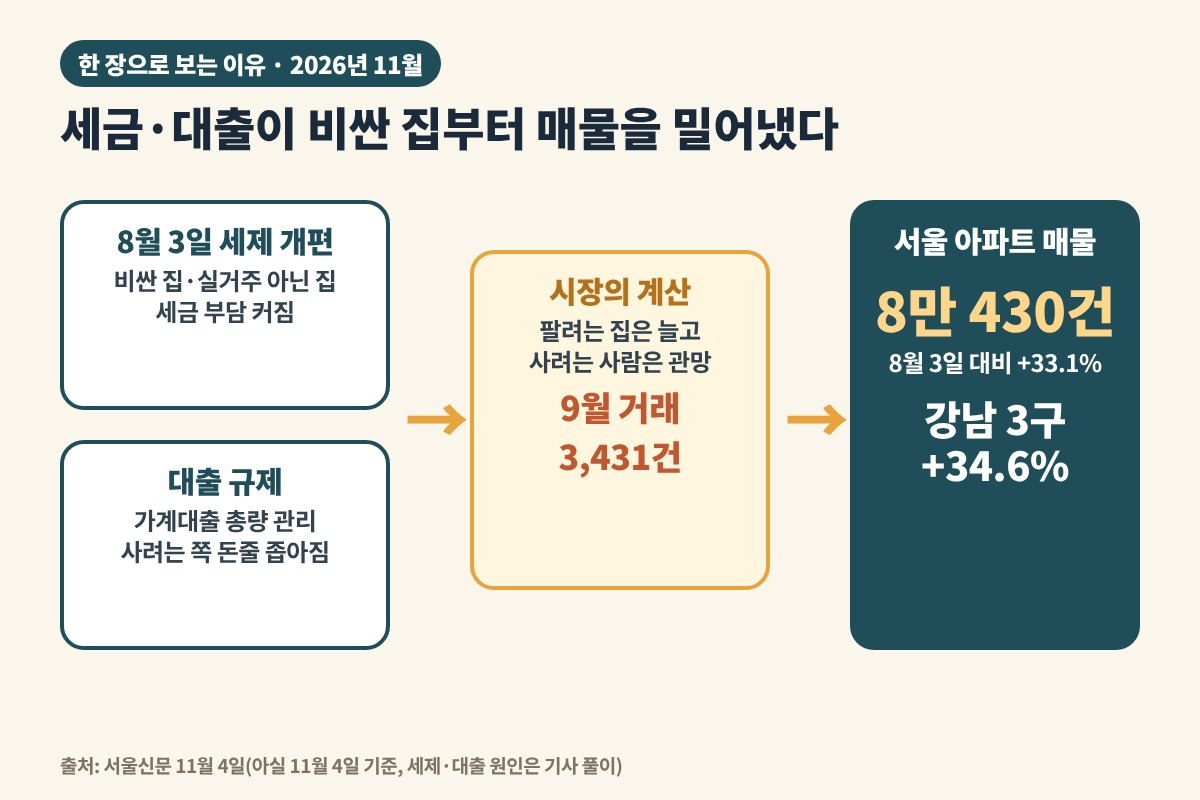 한 장으로 보는 이유 · 2026년 11월
세금·대출이 비싼 집부터 매물을 밀어냈다
8월 3일 세제 개편
비싼 집·실거주 아닌 집
세금 부담 커짐
대출 규제
가계대출 총량 관리
사려는 쪽 돈줄 좁아짐
→
시장의 계산
팔려는 집은 늘고
사려는 사람은 관망
9월 거래
3,431건
→
서울 아파트 매물
8만 430건
8월 3일 대비 +33.1%
강남 3구
+34.6%
출처: 서울신문 11월 4일(아실 11월 4일 기준, 세제·대출 원인은 기사 풀이)